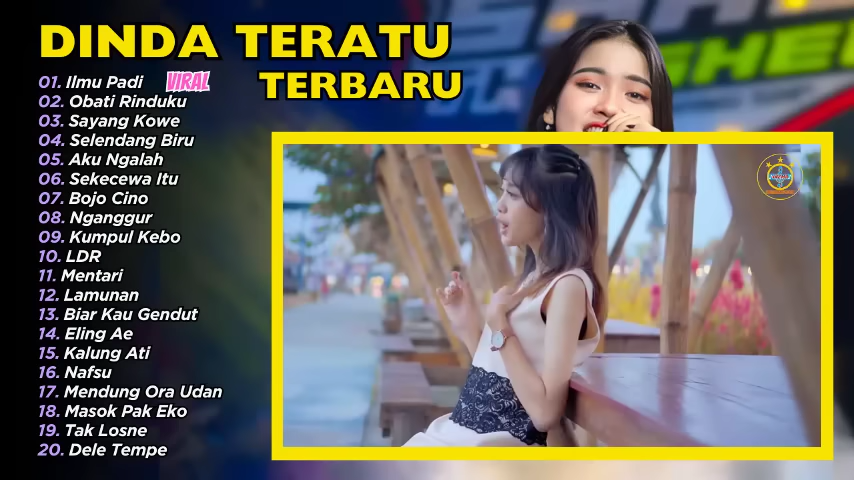 DINDA TERATU
TERBARU
01. Ilmu Padi VIRAL
02. Obati Rinduku
03. Sayang Kowe
04. Selendang Biru
05. Aku Ngalah
06. Sekecewa Itu
07. Bojo Cino
08. Nganggur
09. Kumpul Kebo
10. LDR
11. Mentari
12. Lamunan
13. Biar Kau Gendut
14. Eling Ae
15. Kalung Ati
16. Nafsu
17. Mendung Ora Udan
18. Masok Pak Eko
19. Tak Losne
20. Dele Tempe